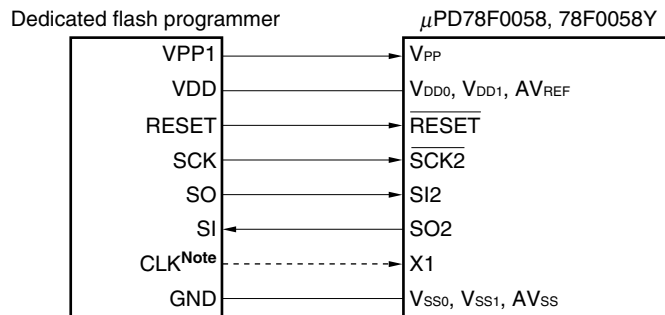 Dedicated flash programmer    μPD78F0058, 78F0058Y
VPP1    VPP
VDD    VDD0, VDD1, AVREF
RESET    RESET
SCK    SCK2
SO    SI2
SI    SO2
CLKNote    X1
GND    VSS0, VSS1, AVSS